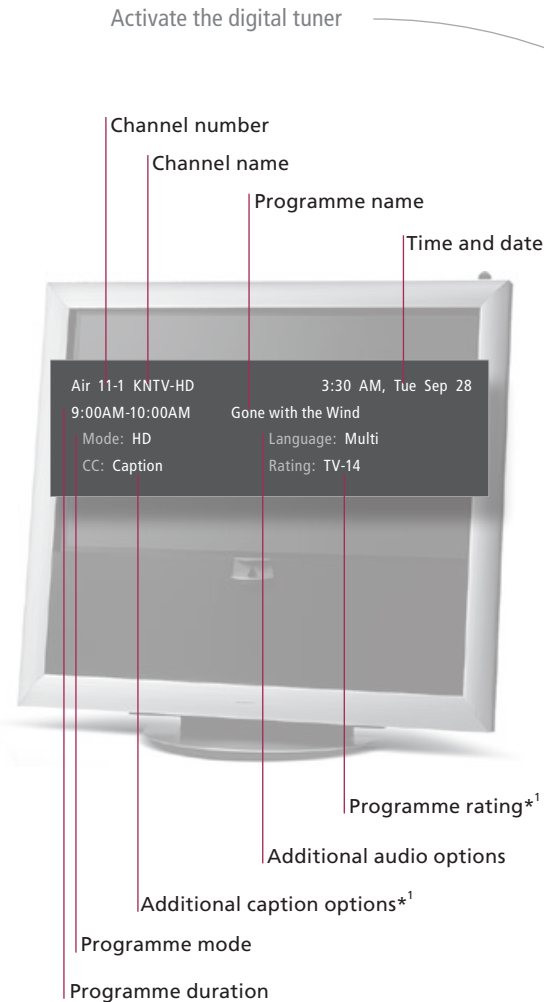 Activate the digital tuner
Channel number
Channel name
Programme name
Time and date
Air 11-1 KNTV-HD 3:30 AM, Tue Sep 28
9:00AM-10:00AM Gone with the Wind
Mode: HD Language: Multi
CC: Caption Rating: TV-14
Programme rating*1
Additional audio options
Additional caption options*1
Programme mode
Programme duration